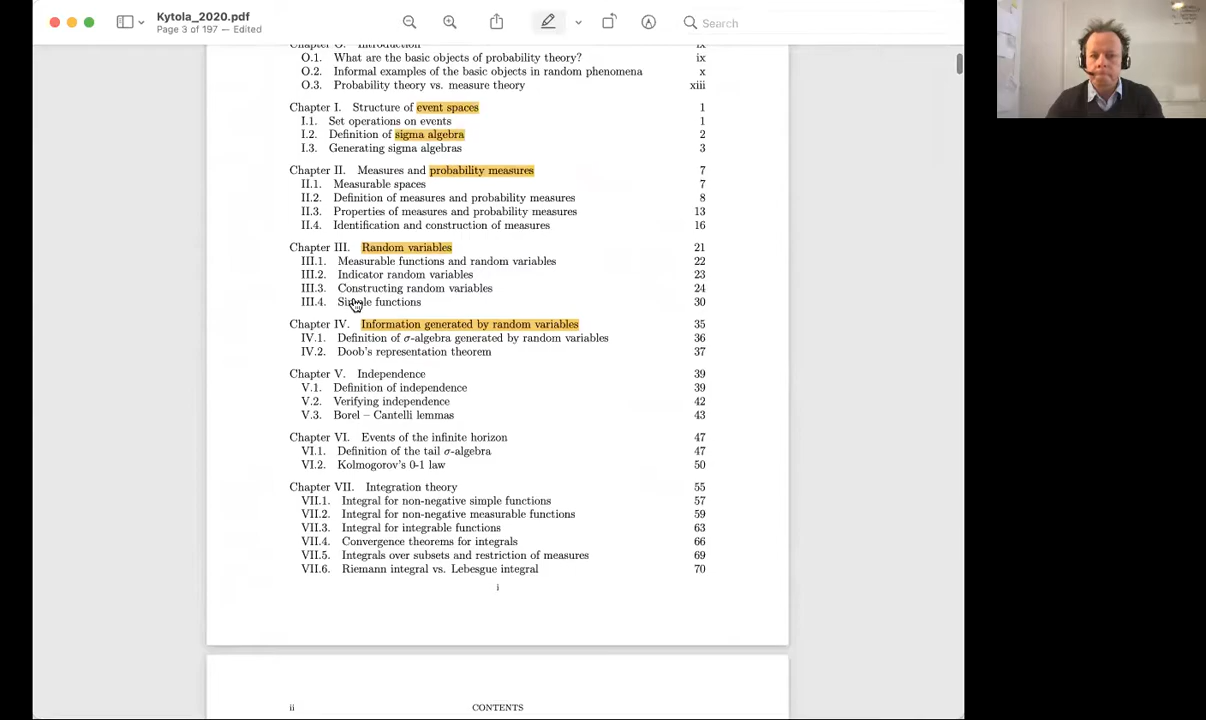 Kytola_2020.pdf
Page 3 of 197 — Edited
Search
Chapter O. Introduction ix
O.1. What are the basic objects of probability theory? ix
O.2. Informal examples of the basic objects in random phenomena x
O.3. Probability theory vs. measure theory xiii
Chapter I. Structure of event spaces 1
I.1. Set operations on events 1
I.2. Definition of sigma algebra 2
I.3. Generating sigma algebras 3
Chapter II. Measures and probability measures 7
II.1. Measurable spaces 7
II.2. Definition of measures and probability measures 8
II.3. Properties of measures and probability measures 13
II.4. Identification and construction of measures 16
Chapter III. Random variables 21
III.1. Measurable functions and random variables 22
III.2. Indicator random variables 23
III.3. Constructing random variables 24
III.4. Simple functions 30
Chapter IV. Information generated by random variables 35
IV.1. Definition of σ-algebra generated by random variables 36
IV.2. Doob's representation theorem 37
Chapter V. Independence 39
V.1. Definition of independence 39
V.2. Verifying independence 42
V.3. Borel – Cantelli lemmas 43
Chapter VI. Events of the infinite horizon 47
VI.1. Definition of the tail σ-algebra 47
VI.2. Kolmogorov's 0-1 law 50
Chapter VII. Integration theory 55
VII.1. Integral for non-negative simple functions 57
VII.2. Integral for non-negative measurable functions 59
VII.3. Integral for integrable functions 63
VII.4. Convergence theorems for integrals 66
VII.5. Integrals over subsets and restriction of measures 69
VII.6. Riemann integral vs. Lebesgue integral 70
i
ii CONTENTS